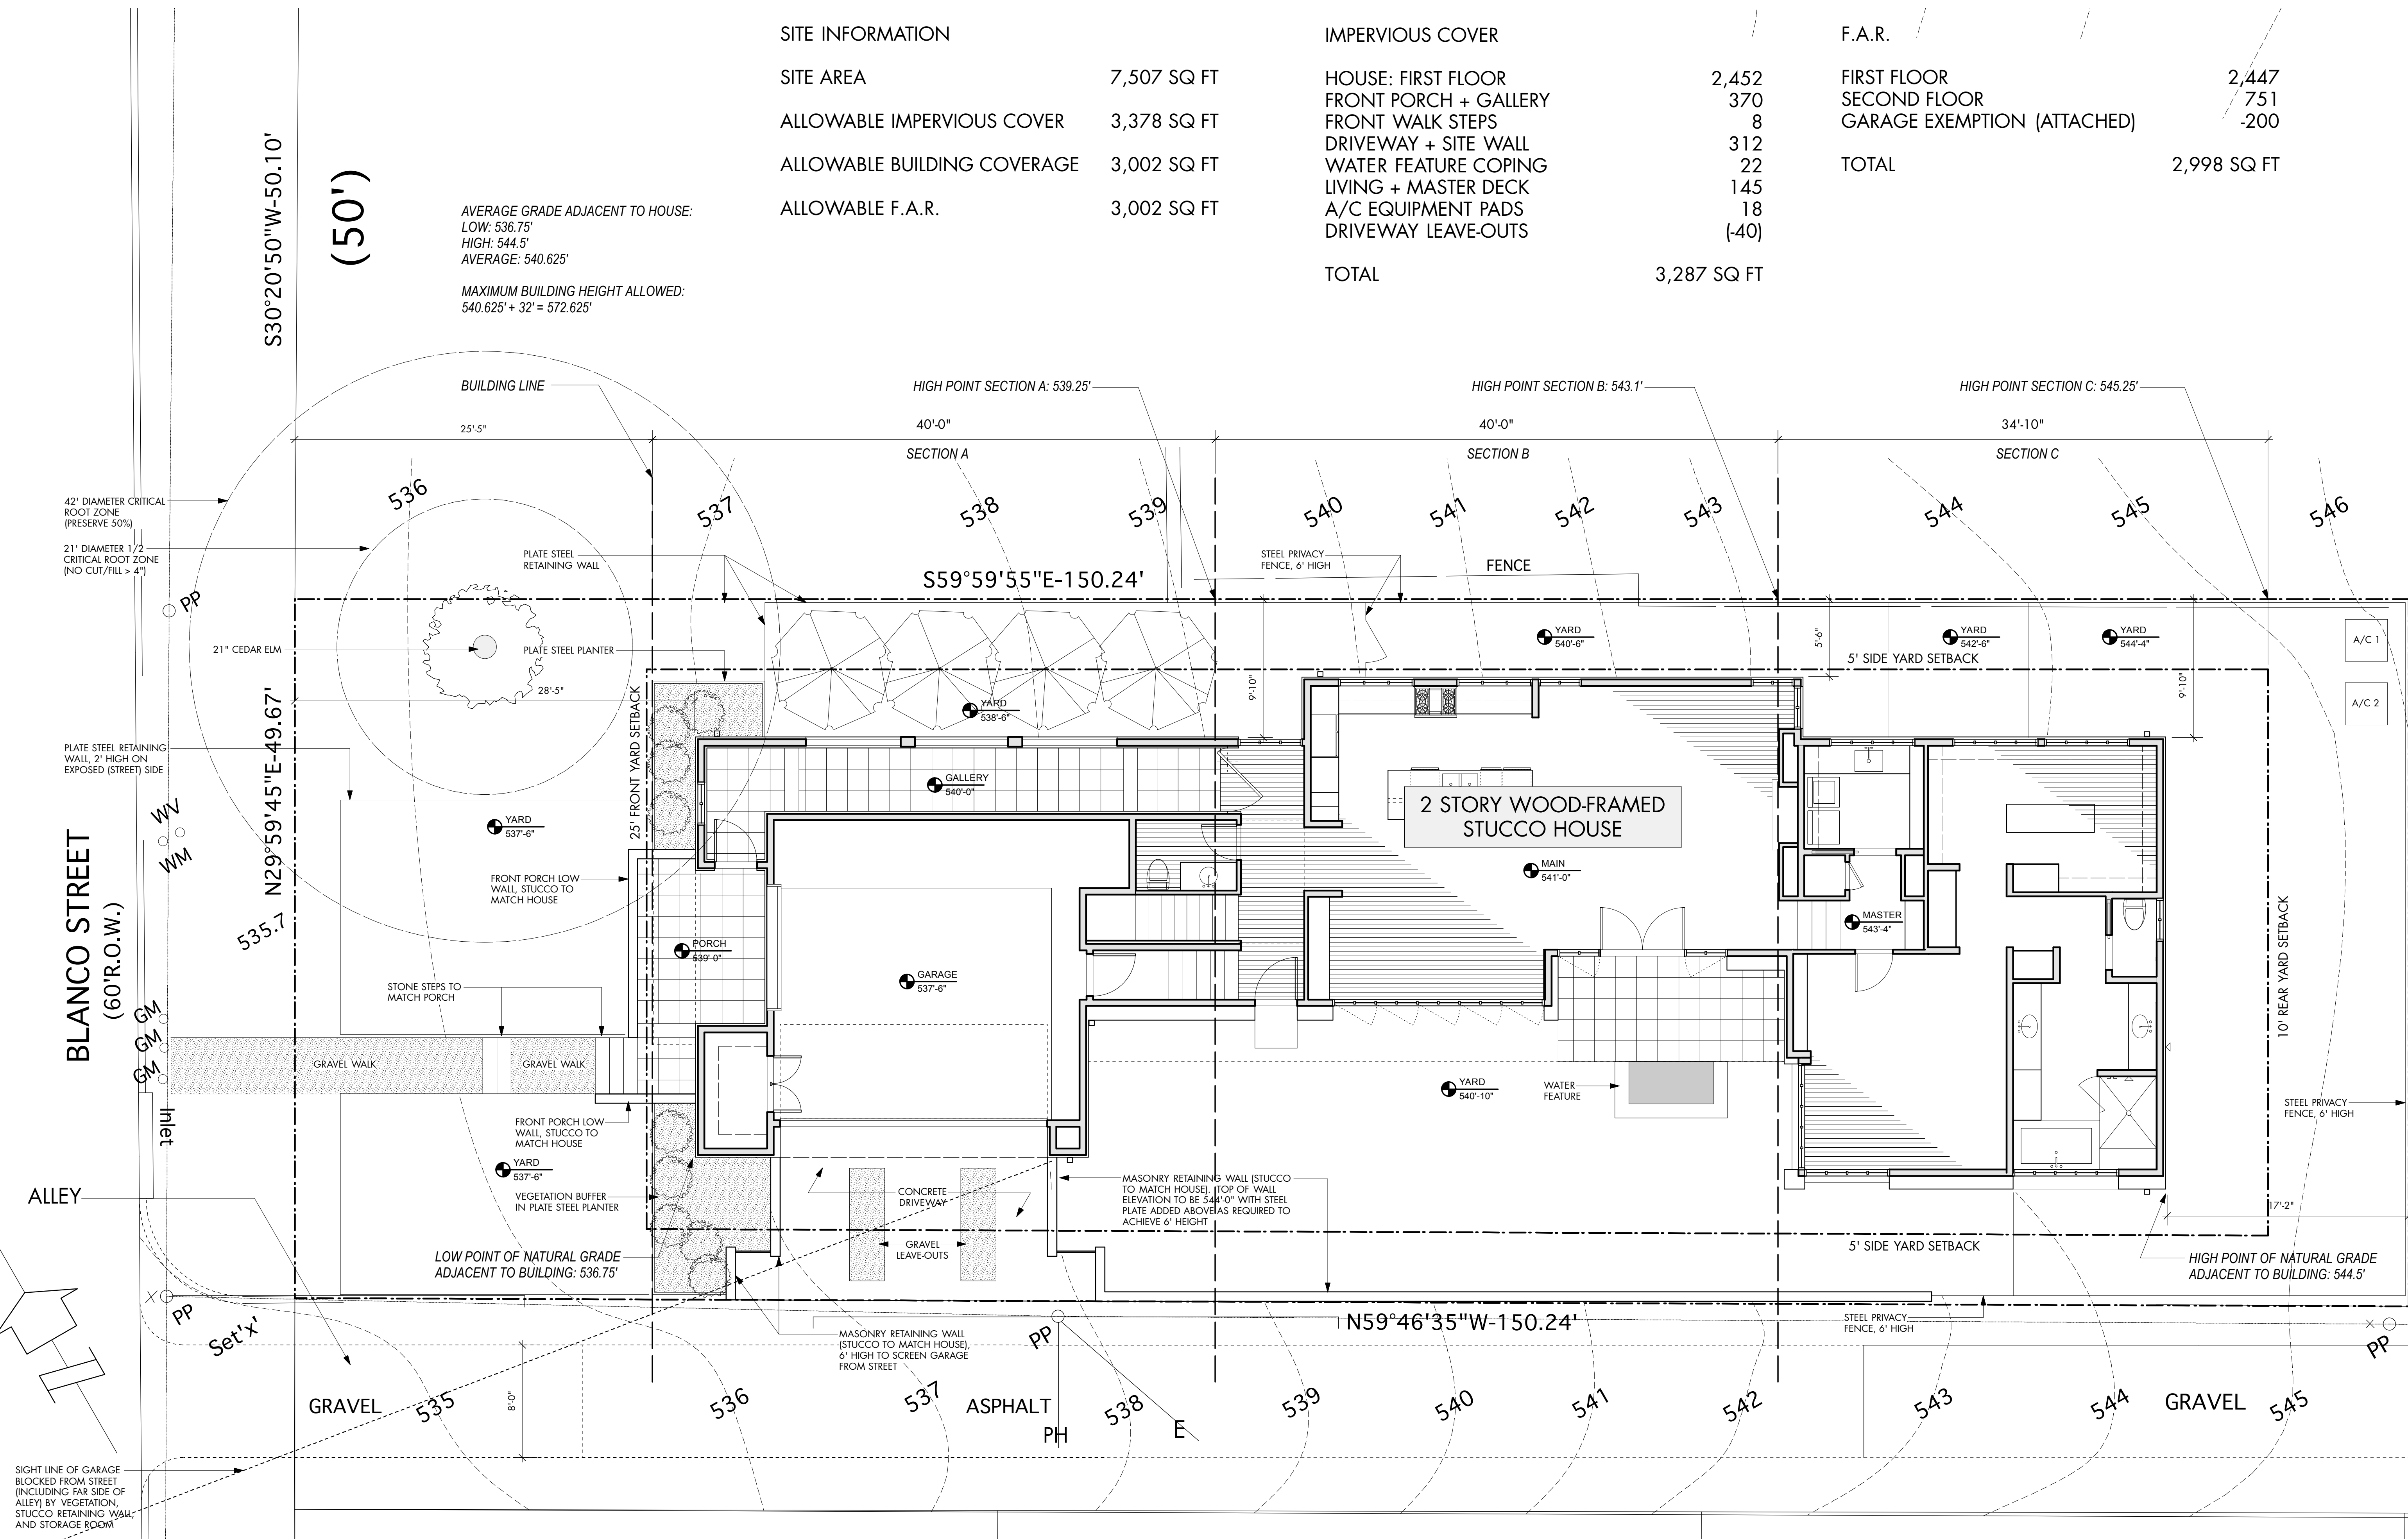 SITE INFORMATION
SITE AREA 7,507 SQ FT
ALLOWABLE IMPERVIOUS COVER 3,378 SQ FT
ALLOWABLE BUILDING COVERAGE 3,002 SQ FT
ALLOWABLE F.A.R. 3,002 SQ FT
IMPERVIOUS COVER
HOUSE: FIRST FLOOR 2,452
FRONT PORCH + GALLERY 370
FRONT WALK STEPS 8
DRIVEWAY + SITE WALL 312
WATER FEATURE COPING 22
LIVING + MASTER DECK 145
A/C EQUIPMENT PADS 18
DRIVEWAY LEAVE-OUTS (-40)
TOTAL 3,287 SQ FT
F.A.R.
FIRST FLOOR 2,447
SECOND FLOOR 751
GARAGE EXEMPTION (ATTACHED) -200
TOTAL 2,998 SQ FT
S30°20'50"W-50.10'
(50')
AVERAGE GRADE ADJACENT TO HOUSE:
LOW: 536.75'
HIGH: 544.5'
AVERAGE: 540.625'
MAXIMUM BUILDING HEIGHT ALLOWED:
540.625' + 32' = 572.625'
BUILDING LINE
HIGH POINT SECTION A: 539.25'
HIGH POINT SECTION B: 543.1'
HIGH POINT SECTION C: 545.25'
25'-5"
40'-0"
40'-0"
34'-10"
SECTION A
SECTION B
SECTION C
536
537
538
539
540
541
542
543
544
545
546
42' DIAMETER CRITICAL
ROOT ZONE
(PRESERVE 50%)
21' DIAMETER 1/2
CRITICAL ROOT ZONE
(NO CUT/FILL > 4")
PLATE STEEL
RETAINING WALL
S59°59'55"E-150.24'
STEEL PRIVACY
FENCE, 6' HIGH
FENCE
PP
21" CEDAR ELM
PLATE STEEL PLANTER
28'-5"
YARD
538'-6"
YARD
540'-6"
YARD
542'-6"
YARD
544'-4"
5'-6"
5' SIDE YARD SETBACK
9'-10"
9'-10"
A/C 1
A/C 2
N29°59'45"E-49.67'
25' FRONT YARD SETBACK
PLATE STEEL RETAINING
WALL, 2' HIGH ON
EXPOSED (STREET) SIDE
GALLERY
540'-0"
2 STORY WOOD-FRAMED
STUCCO HOUSE
WV
WM
YARD
537'-6"
FRONT PORCH LOW
WALL, STUCCO TO
MATCH HOUSE
MAIN
541'-0"
MASTER
543'-4"
BLANCO STREET
(60'R.O.W.)
535.7
PORCH
539'-0"
GARAGE
537'-6"
10' REAR YARD SETBACK
STONE STEPS TO
MATCH PORCH
GM
GM
GM
GRAVEL WALK
GRAVEL WALK
YARD
540'-10"
WATER
FEATURE
STEEL PRIVACY
FENCE, 6' HIGH
Inlet
FRONT PORCH LOW
WALL, STUCCO TO
MATCH HOUSE
YARD
537'-6"
ALLEY
VEGETATION BUFFER
IN PLATE STEEL PLANTER
CONCRETE
DRIVEWAY
MASONRY RETAINING WALL (STUCCO
TO MATCH HOUSE). TOP OF WALL
ELEVATION TO BE 544'-0" WITH STEEL
PLATE ADDED ABOVE AS REQUIRED TO
ACHIEVE 6' HEIGHT
17'-2"
GRAVEL
LEAVE-OUTS
5' SIDE YARD SETBACK
LOW POINT OF NATURAL GRADE
ADJACENT TO BUILDING: 536.75'
HIGH POINT OF NATURAL GRADE
ADJACENT TO BUILDING: 544.5'
X
PP
Set'x'
MASONRY RETAINING WALL
(STUCCO TO MATCH HOUSE),
6' HIGH TO SCREEN GARAGE
FROM STREET
PP
N59°46'35"W-150.24'
STEEL PRIVACY
FENCE, 6' HIGH
X
PP
GRAVEL
535
8'-0"
536
537
ASPHALT
538
539
540
541
542
543
544
GRAVEL
545
PH
E
SIGHT LINE OF GARAGE
BLOCKED FROM STREET
(INCLUDING FAR SIDE OF
ALLEY) BY VEGETATION,
STUCCO RETAINING WALL,
AND STORAGE ROOM